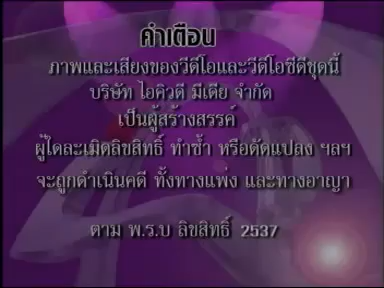 คำเตือน
ภาพและเสียงของวีดีโอและวีดีโอซีดีชุดนี้
บริษัท ไอคิวดี มีเดีย จำกัด
เป็นผู้สร้างสรรค์
ผู้ใดละเมิดลิขสิทธิ์ ทำซ้ำ หรือดัดแปลง ฯลฯ
จะถูกดำเนินคดี ทั้งทางแพ่ง และทางอาญา
ตาม พ.ร.บ ลิขสิทธิ์ 2537